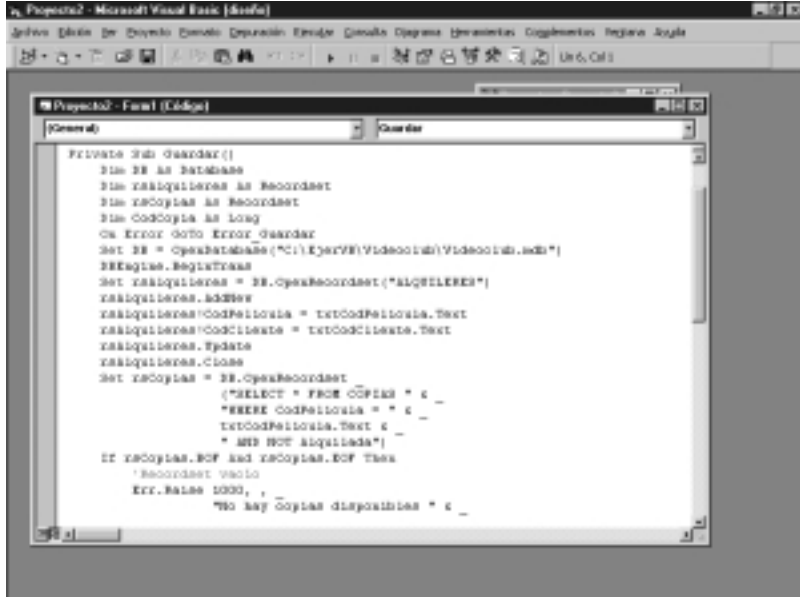 Proyecto2 - Microsoft Visual Basic [diseño]
Archivo Edición Ver Proyecto Formato Depuración Ejecutar Consulta Diagrama Herramientas Complementos Ventana Ayuda
Lín 6, Col 1
Proyecto2 - Form1 (Código)
(General)
Guardar
Private Sub Guardar()
Dim DB As Database
Dim rsAlquileres As Recordset
Dim rsCopias As Recordset
Dim CodCopia As Long
On Error GoTo Error_Guardar
Set DB = OpenDatabase("C:\EjerVB\Videoclub\Videoclub.mdb")
DBEngine.BeginTrans
Set rsAlquileres = DB.OpenRecordset("ALQUILERES")
rsAlquileres.AddNew
rsAlquileres!CodPelicula = txtCodPelicula.Text
rsAlquileres!CodCliente = txtCodCliente.Text
rsAlquileres.Update
rsAlquileres.Close
Set rsCopias = DB.OpenRecordset _
("SELECT * FROM COPIAS " & _
"WHERE CodPelicula = " & _
txtCodPelicula.Text & _
" AND NOT Alquilada")
If rsCopias.BOF And rsCopias.EOF Then
'Recordset vacío
Err.Raise 1000, , _
"No hay copias disponibles " & _